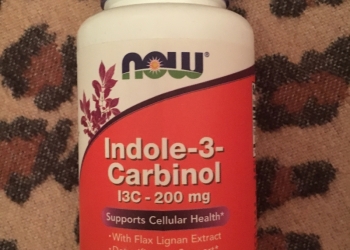 NOW
Indole-3-
Carbinol
I3C - 200 mg
Supports Cellular Health*
• With Flax Lignan Extract